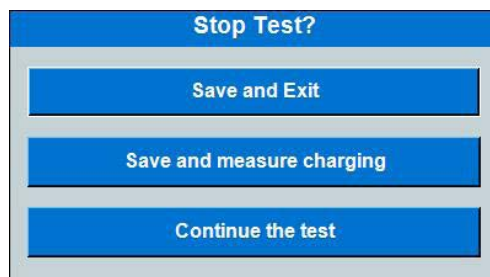 Stop Test?
Save and Exit
Save and measure charging
Continue the test